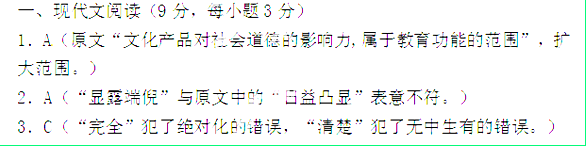 一、现代文阅读（9分，每小题3分）
1．A（原文“文化产品对社会道德的影响力,属于教育功能的范围”，扩
大范围。）
2．A（“显露端倪”与原文中的“日益凸显”表意不符。）
3．C（“完全”犯了绝对化的错误，“清楚”犯了无中生有的错误。）